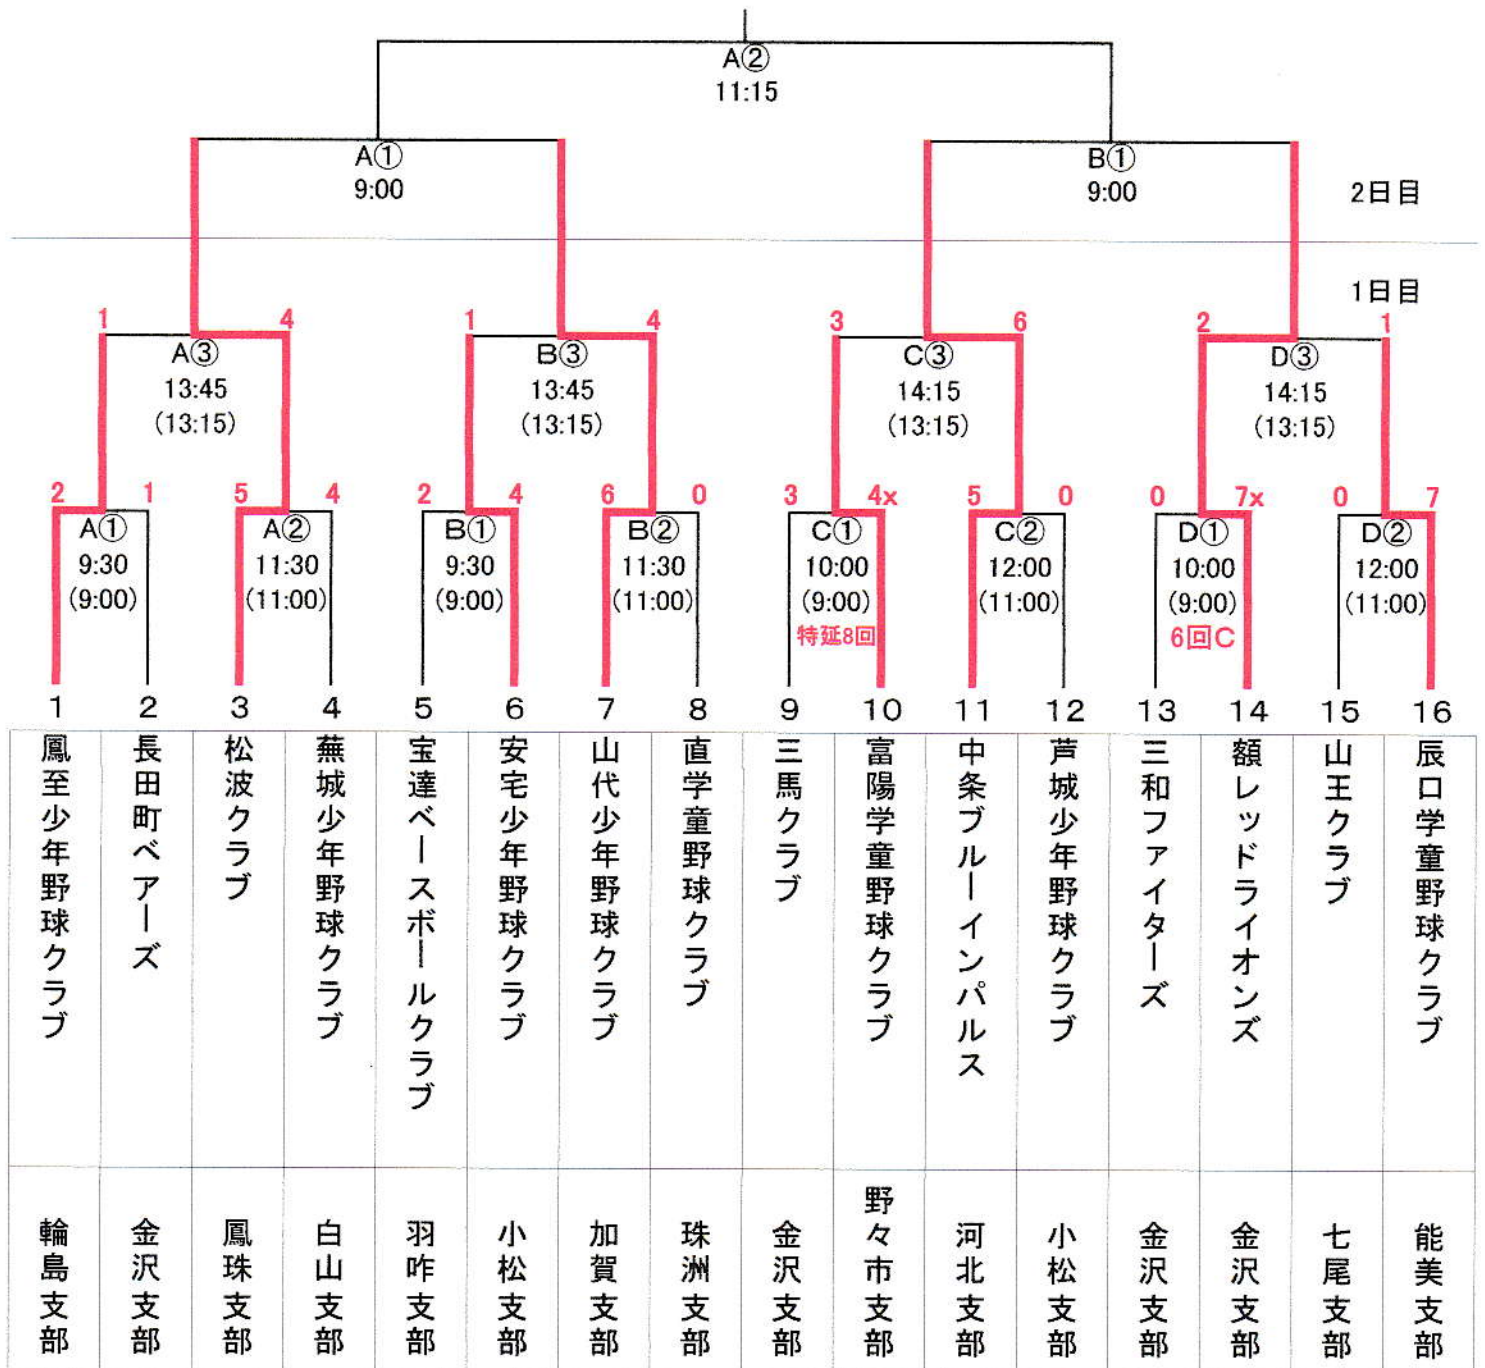 A②
11:15
A①
9:00
B①
9:00
2日目
1日目
1 4
A③
13:45
(13:15)
1 4
B③
13:45
(13:15)
3 6
C③
14:15
(13:15)
2 1
D③
14:15
(13:15)
2 1
A①
9:30
(9:00)
5 4
A②
11:30
(11:00)
2 4
B①
9:30
(9:00)
6 0
B②
11:30
(11:00)
3 4x
C①
10:00
(9:00)
特延8回
5 0
C②
12:00
(11:00)
0 7x
D①
10:00
(9:00)
6回C
0 7
D②
12:00
(11:00)
1
鳳至少年野球クラブ
輪島支部
2
長田町ベアーズ
金沢支部
3
松波クラブ
鳳珠支部
4
蕪城少年野球クラブ
白山支部
5
宝達ベースボールクラブ
羽咋支部
6
安宅少年野球クラブ
小松支部
7
山代少年野球クラブ
加賀支部
8
直学童野球クラブ
珠洲支部
9
三馬クラブ
金沢支部
10
富陽学童野球クラブ
野々市支部
11
中条ブルーインパルス
河北支部
12
芦城少年野球クラブ
小松支部
13
三和ファイターズ
金沢支部
14
額レッドライオンズ
金沢支部
15
山王クラブ
七尾支部
16
辰口学童野球クラブ
能美支部